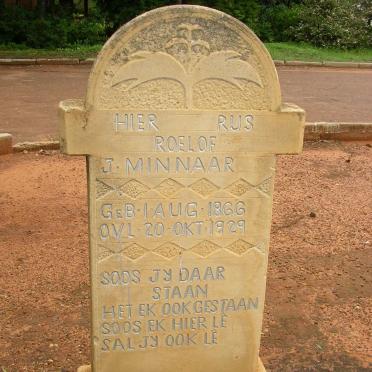 HIER RUS
ROELOF
J. MINNAAR
GEB. 1 AUG. 1866
OVL. 20. OKT. 1929
SOOS JY DAAR
STAAN
HET EK OOK GESTAAN
SOOS EK HIER LÊ
SAL JY OOK LÊ